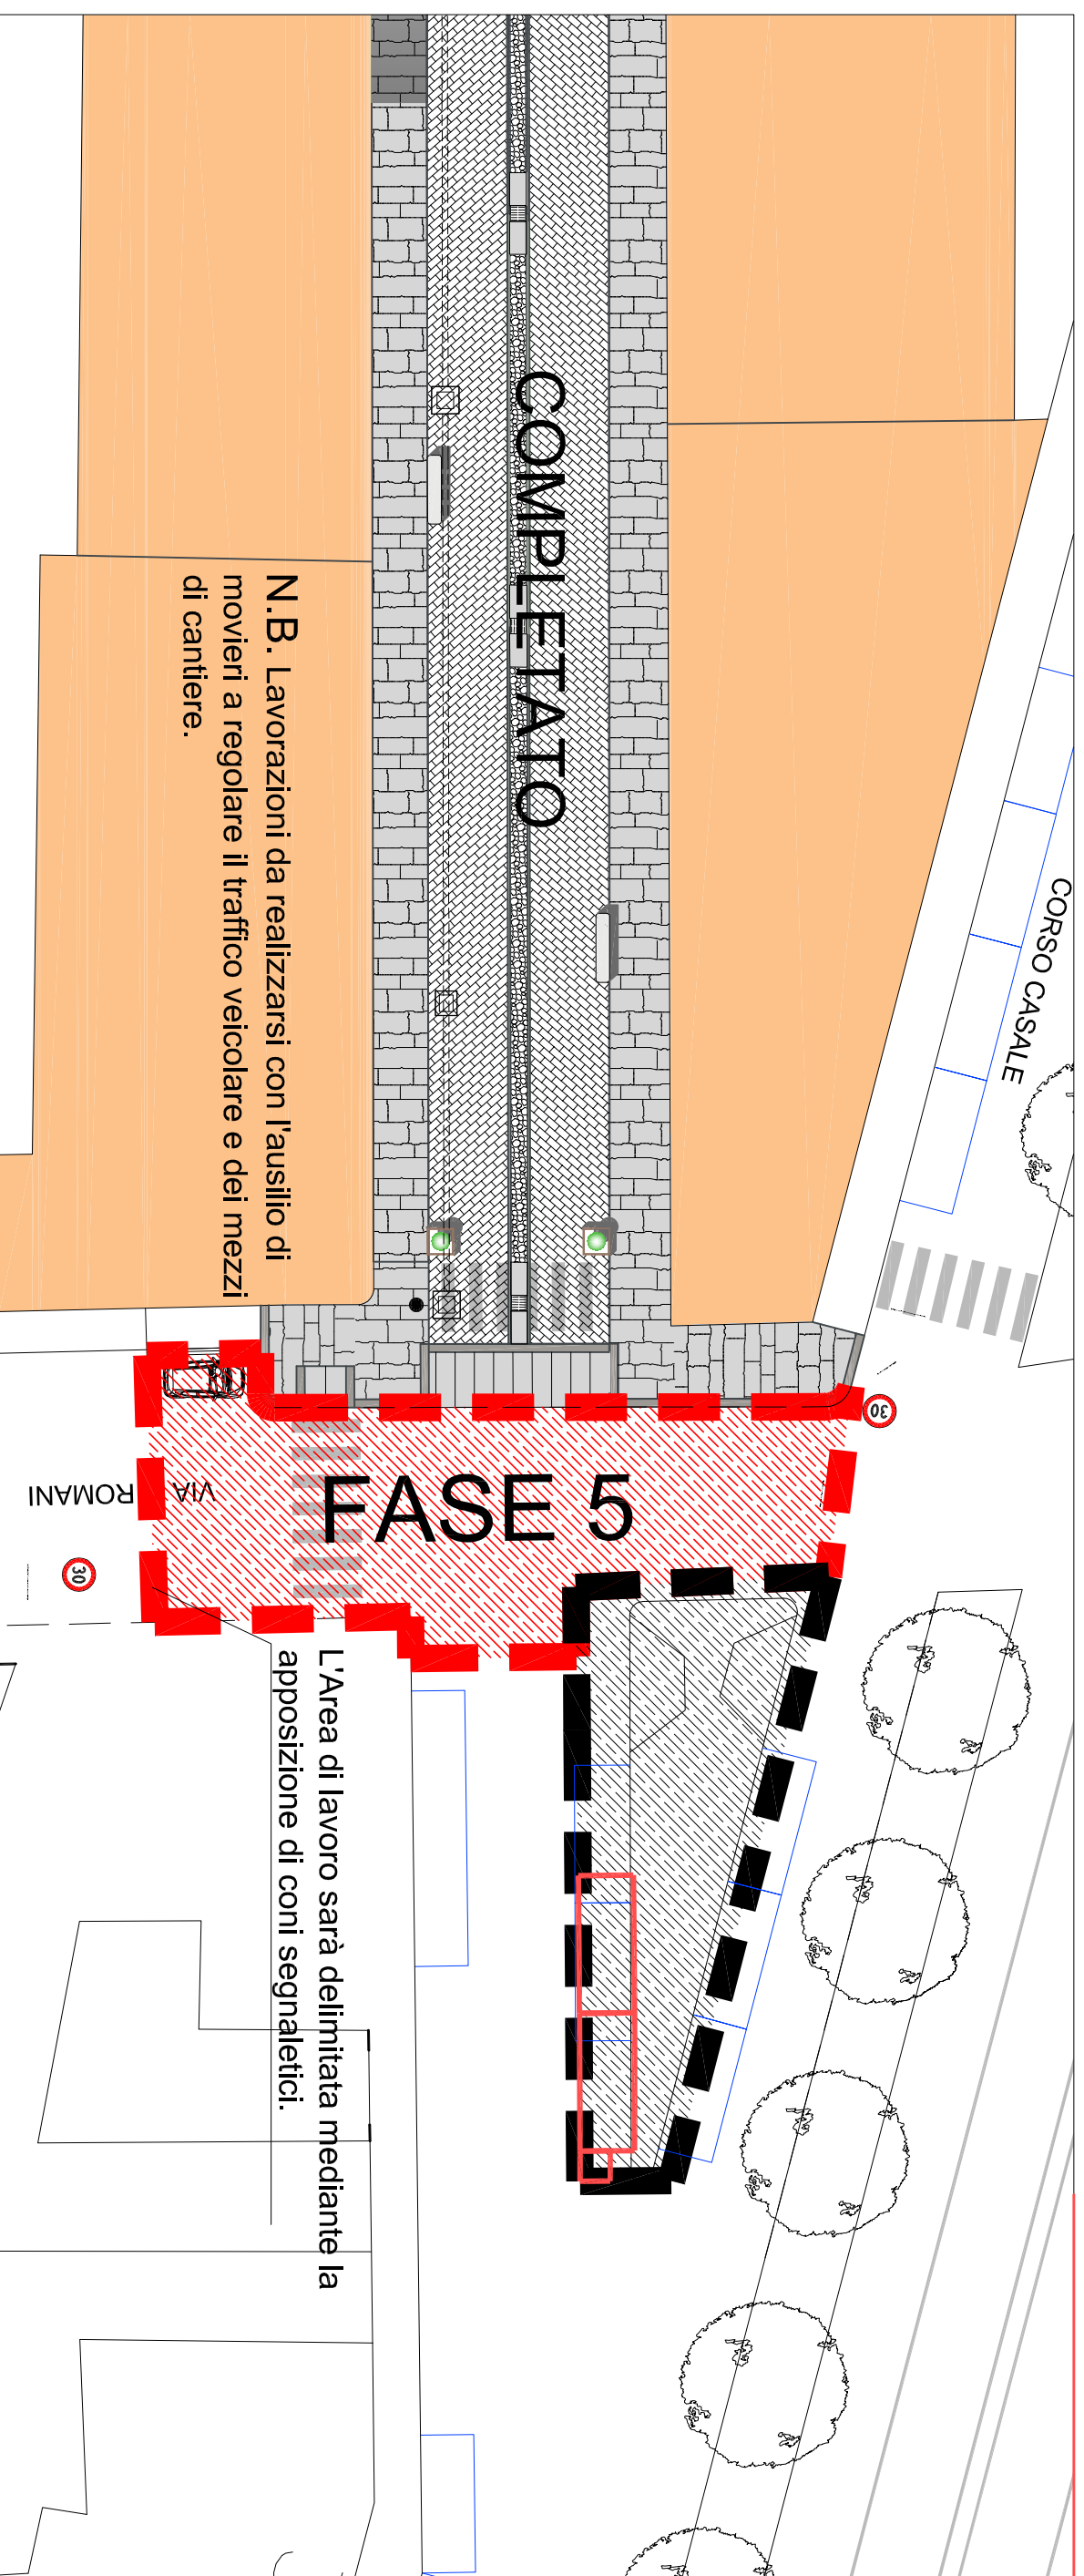 COMPLETATO
CORSO CASALE
N.B. Lavorazioni da realizzarsi con l'ausilio di
movieri a regolare il traffico veicolare e dei mezzi
di cantiere.
30
FASE 5
VIA
ROMANI
30
L'Area di lavoro sarà delimitata mediante la
apposizione di coni segnaletici.